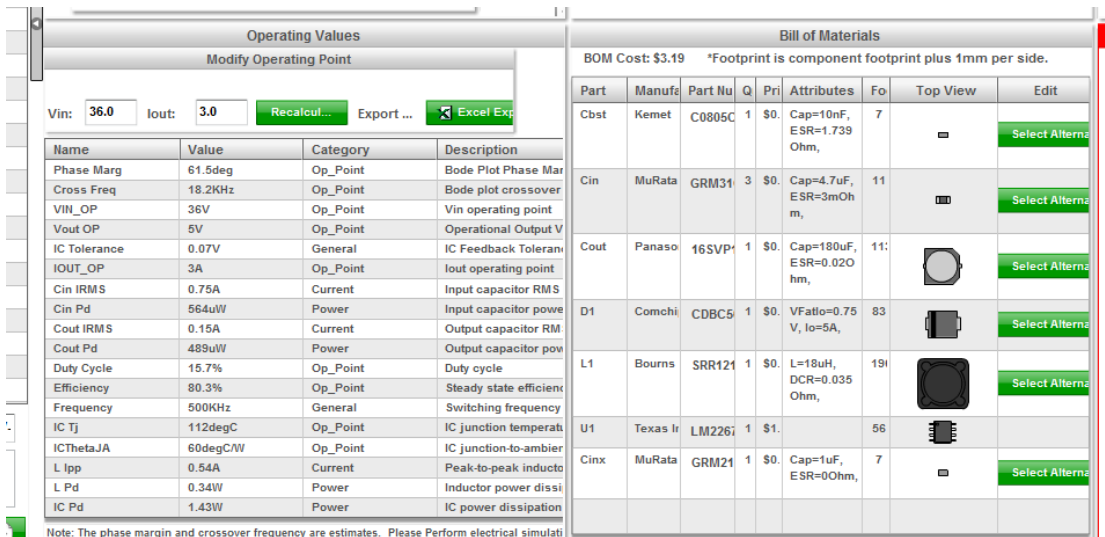 Operating Values
Modify Operating Point
Vin: 36.0 Iout: 3.0 Recalcul... Export ... Excel Exp
Name Value Category Description
Phase Marg 61.5deg Op_Point Bode Plot Phase Mar
Cross Freq 18.2KHz Op_Point Bode plot crossover
VIN_OP 36V Op_Point Vin operating point
Vout OP 5V Op_Point Operational Output V
IC Tolerance 0.07V General IC Feedback Toleran
IOUT_OP 3A Op_Point Iout operating point
Cin IRMS 0.75A Current Input capacitor RMS
Cin Pd 564uW Power Input capacitor powe
Cout IRMS 0.15A Current Output capacitor RM
Cout Pd 489uW Power Output capacitor pow
Duty Cycle 15.7% Op_Point Duty cycle
Efficiency 80.3% Op_Point Steady state efficienc
Frequency 500KHz General Switching frequency
IC Tj 112degC Op_Point IC junction temperatu
ICThetaJA 60degC/W Op_Point IC junction-to-ambier
L Ipp 0.54A Current Peak-to-peak inducto
L Pd 0.34W Power Inductor power dissi
IC Pd 1.43W Power IC power dissipation
Note: The phase margin and crossover frequency are estimates. Please Perform electrical simulati
Bill of Materials
BOM Cost: $3.19 *Footprint is component footprint plus 1mm per side.
Part Manufa Part Nu Q Pri Attributes Fo Top View Edit
Cbst Kemet C0805C 1 $0. Cap=10nF, 7
ESR=1.739
Ohm,
Select Alterna
Cin MuRata GRM31 3 $0. Cap=4.7uF, 11
ESR=3mOh
m,
Select Alterna
Cout Panaso 16SVP 1 $0. Cap=180uF, 11
ESR=0.02O
hm,
Select Alterna
D1 Comchi CDBC5 1 $0. VFatIo=0.75 83
V, Io=5A,
Select Alterna
L1 Bourns SRR121 1 $0. L=18uH, 19
DCR=0.035
Ohm,
Select Alterna
U1 Texas In LM2267 1 $1. 56
Cinx MuRata GRM21 1 $0. Cap=1uF, 7
ESR=0Ohm,
Select Alterna